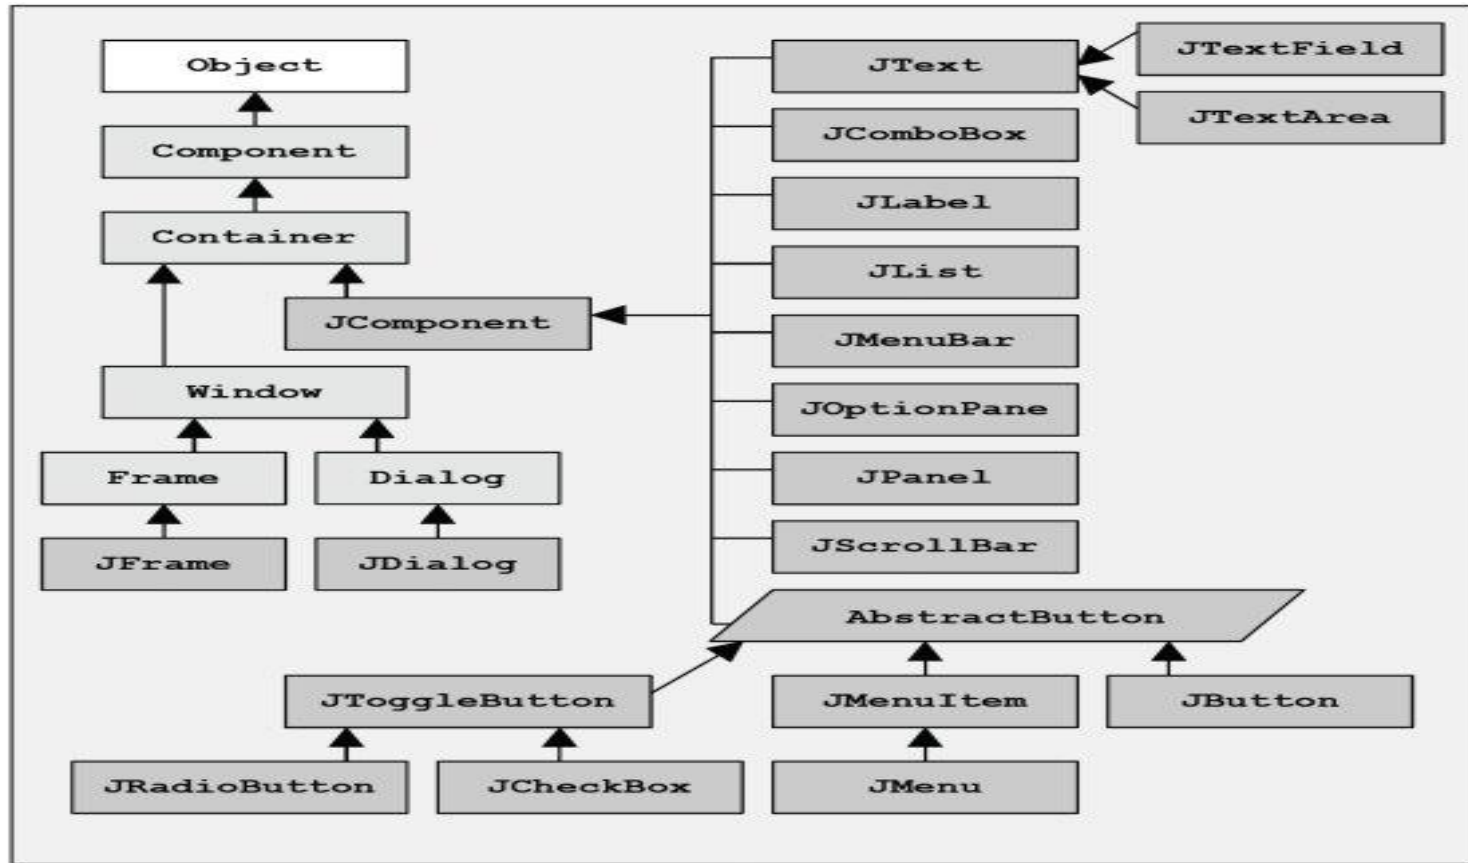 Object
Component
Container
JComponent
Window
Frame
Dialog
JFrame
JDialog
JText
JTextField
JTextArea
JComboBox
JLabel
JList
JMenuBar
JOptionPane
JPanel
JScrollBar
AbstractButton
JToggleButton
JMenuItem
JButton
JRadioButton
JCheckBox
JMenu